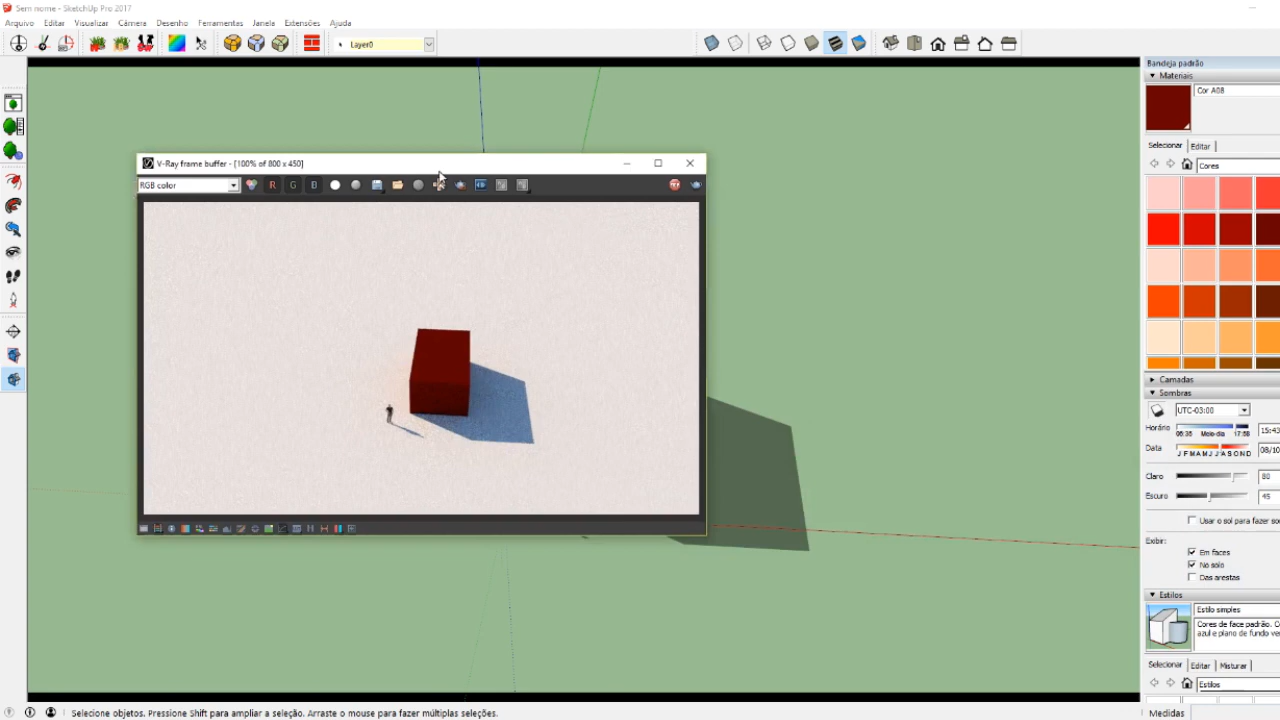 Sem nome - SketchUp Pro 2017
Arquivo Editar Visualizar Câmera Desenho Ferramentas Janela Extensões Ajuda
Layer0
Bandeja padrão
Materiais
Cor A08
Selecionar Editar
Cores
V-Ray frame buffer - [100% of 800 x 450]
RGB color
R G B
Camadas
Sombras
UTC-03:00
Horário 06:35 Meio-dia 17:58 15:43
Data J F M A M J J A S O N D 08/10
Claro 80
Escuro 45
Usar o sol para fazer so
Exibir:
Em faces
No solo
Das arestas
Estilos
Estilo simples
Cores de face padrão. C
azul e plano de fundo ve
Selecionar Editar Misturar
Estilos
Selecione objetos. Pressione Shift para ampliar a seleção. Arraste o mouse para fazer múltiplas seleções.
Medidas